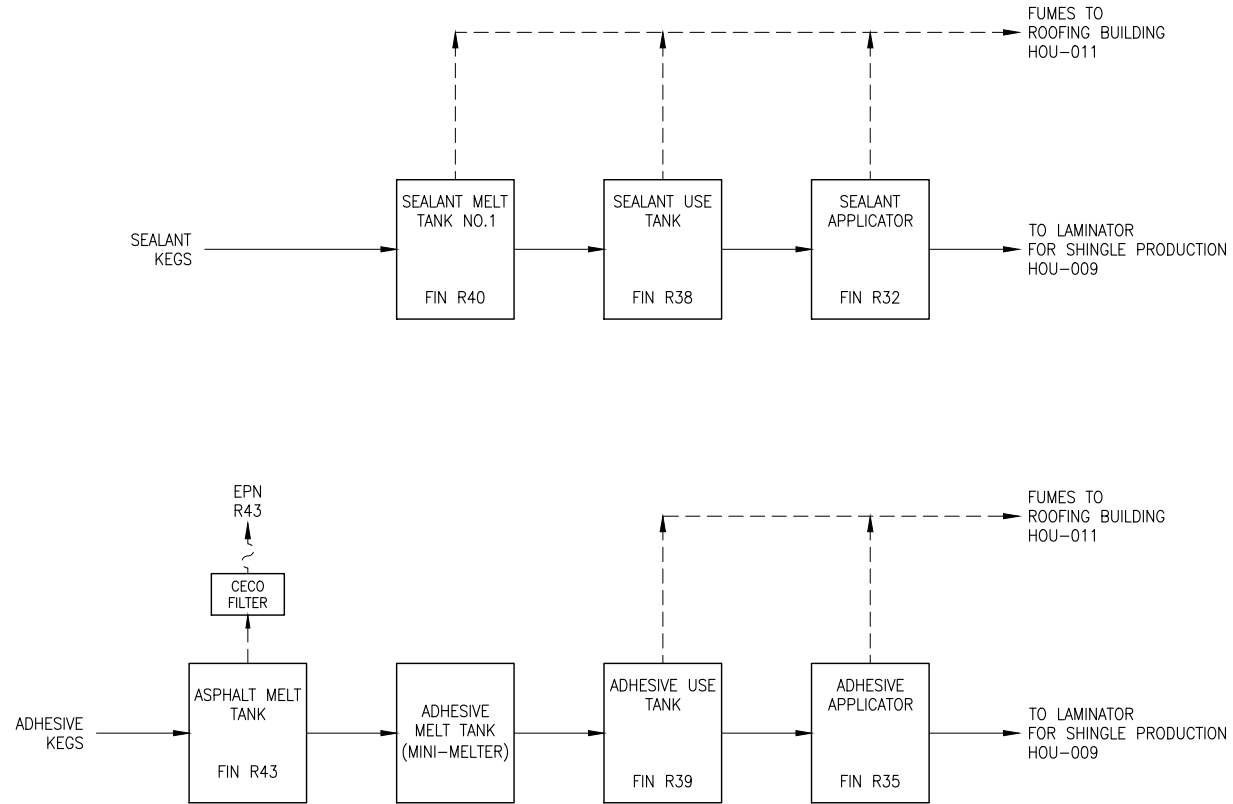 FUMES TO
ROOFING BUILDING
HOU-011
SEALANT MELT
TANK NO.1
FIN R40
SEALANT USE
TANK
FIN R38
SEALANT
APPLICATOR
FIN R32
SEALANT
KEGS
TO LAMINATOR
FOR SHINGLE PRODUCTION
HOU-009
EPN
R43
CECO
FILTER
FUMES TO
ROOFING BUILDING
HOU-011
ADHESIVE
KEGS
ASPHALT MELT
TANK
FIN R43
ADHESIVE
MELT TANK
(MINI-MELTER)
ADHESIVE USE
TANK
FIN R39
ADHESIVE
APPLICATOR
FIN R35
TO LAMINATOR
FOR SHINGLE PRODUCTION
HOU-009